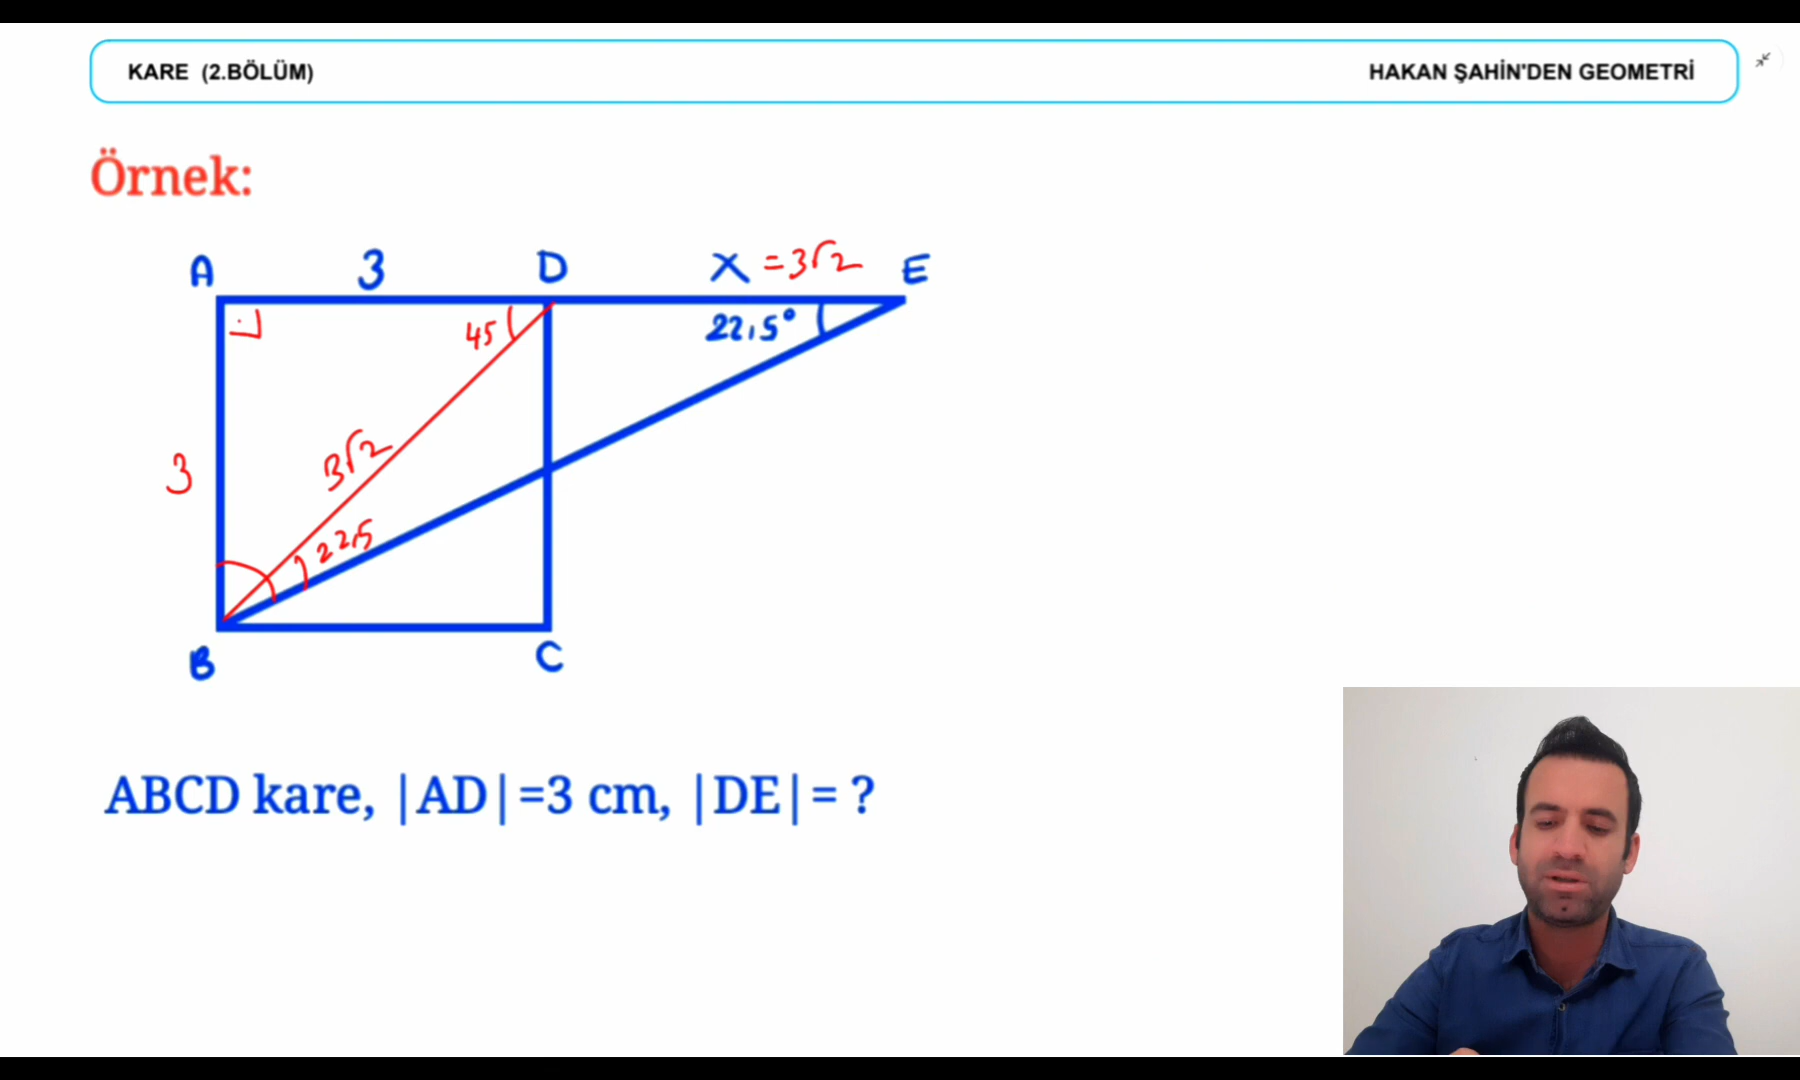 KARE (2.BÖLÜM)
HAKAN ŞAHİN'DEN GEOMETRİ
Örnek:
A 3 D X =3√2 E
45 22,5°
3 3√2
22,5
B C
ABCD kare, |AD|=3 cm, |DE|= ?